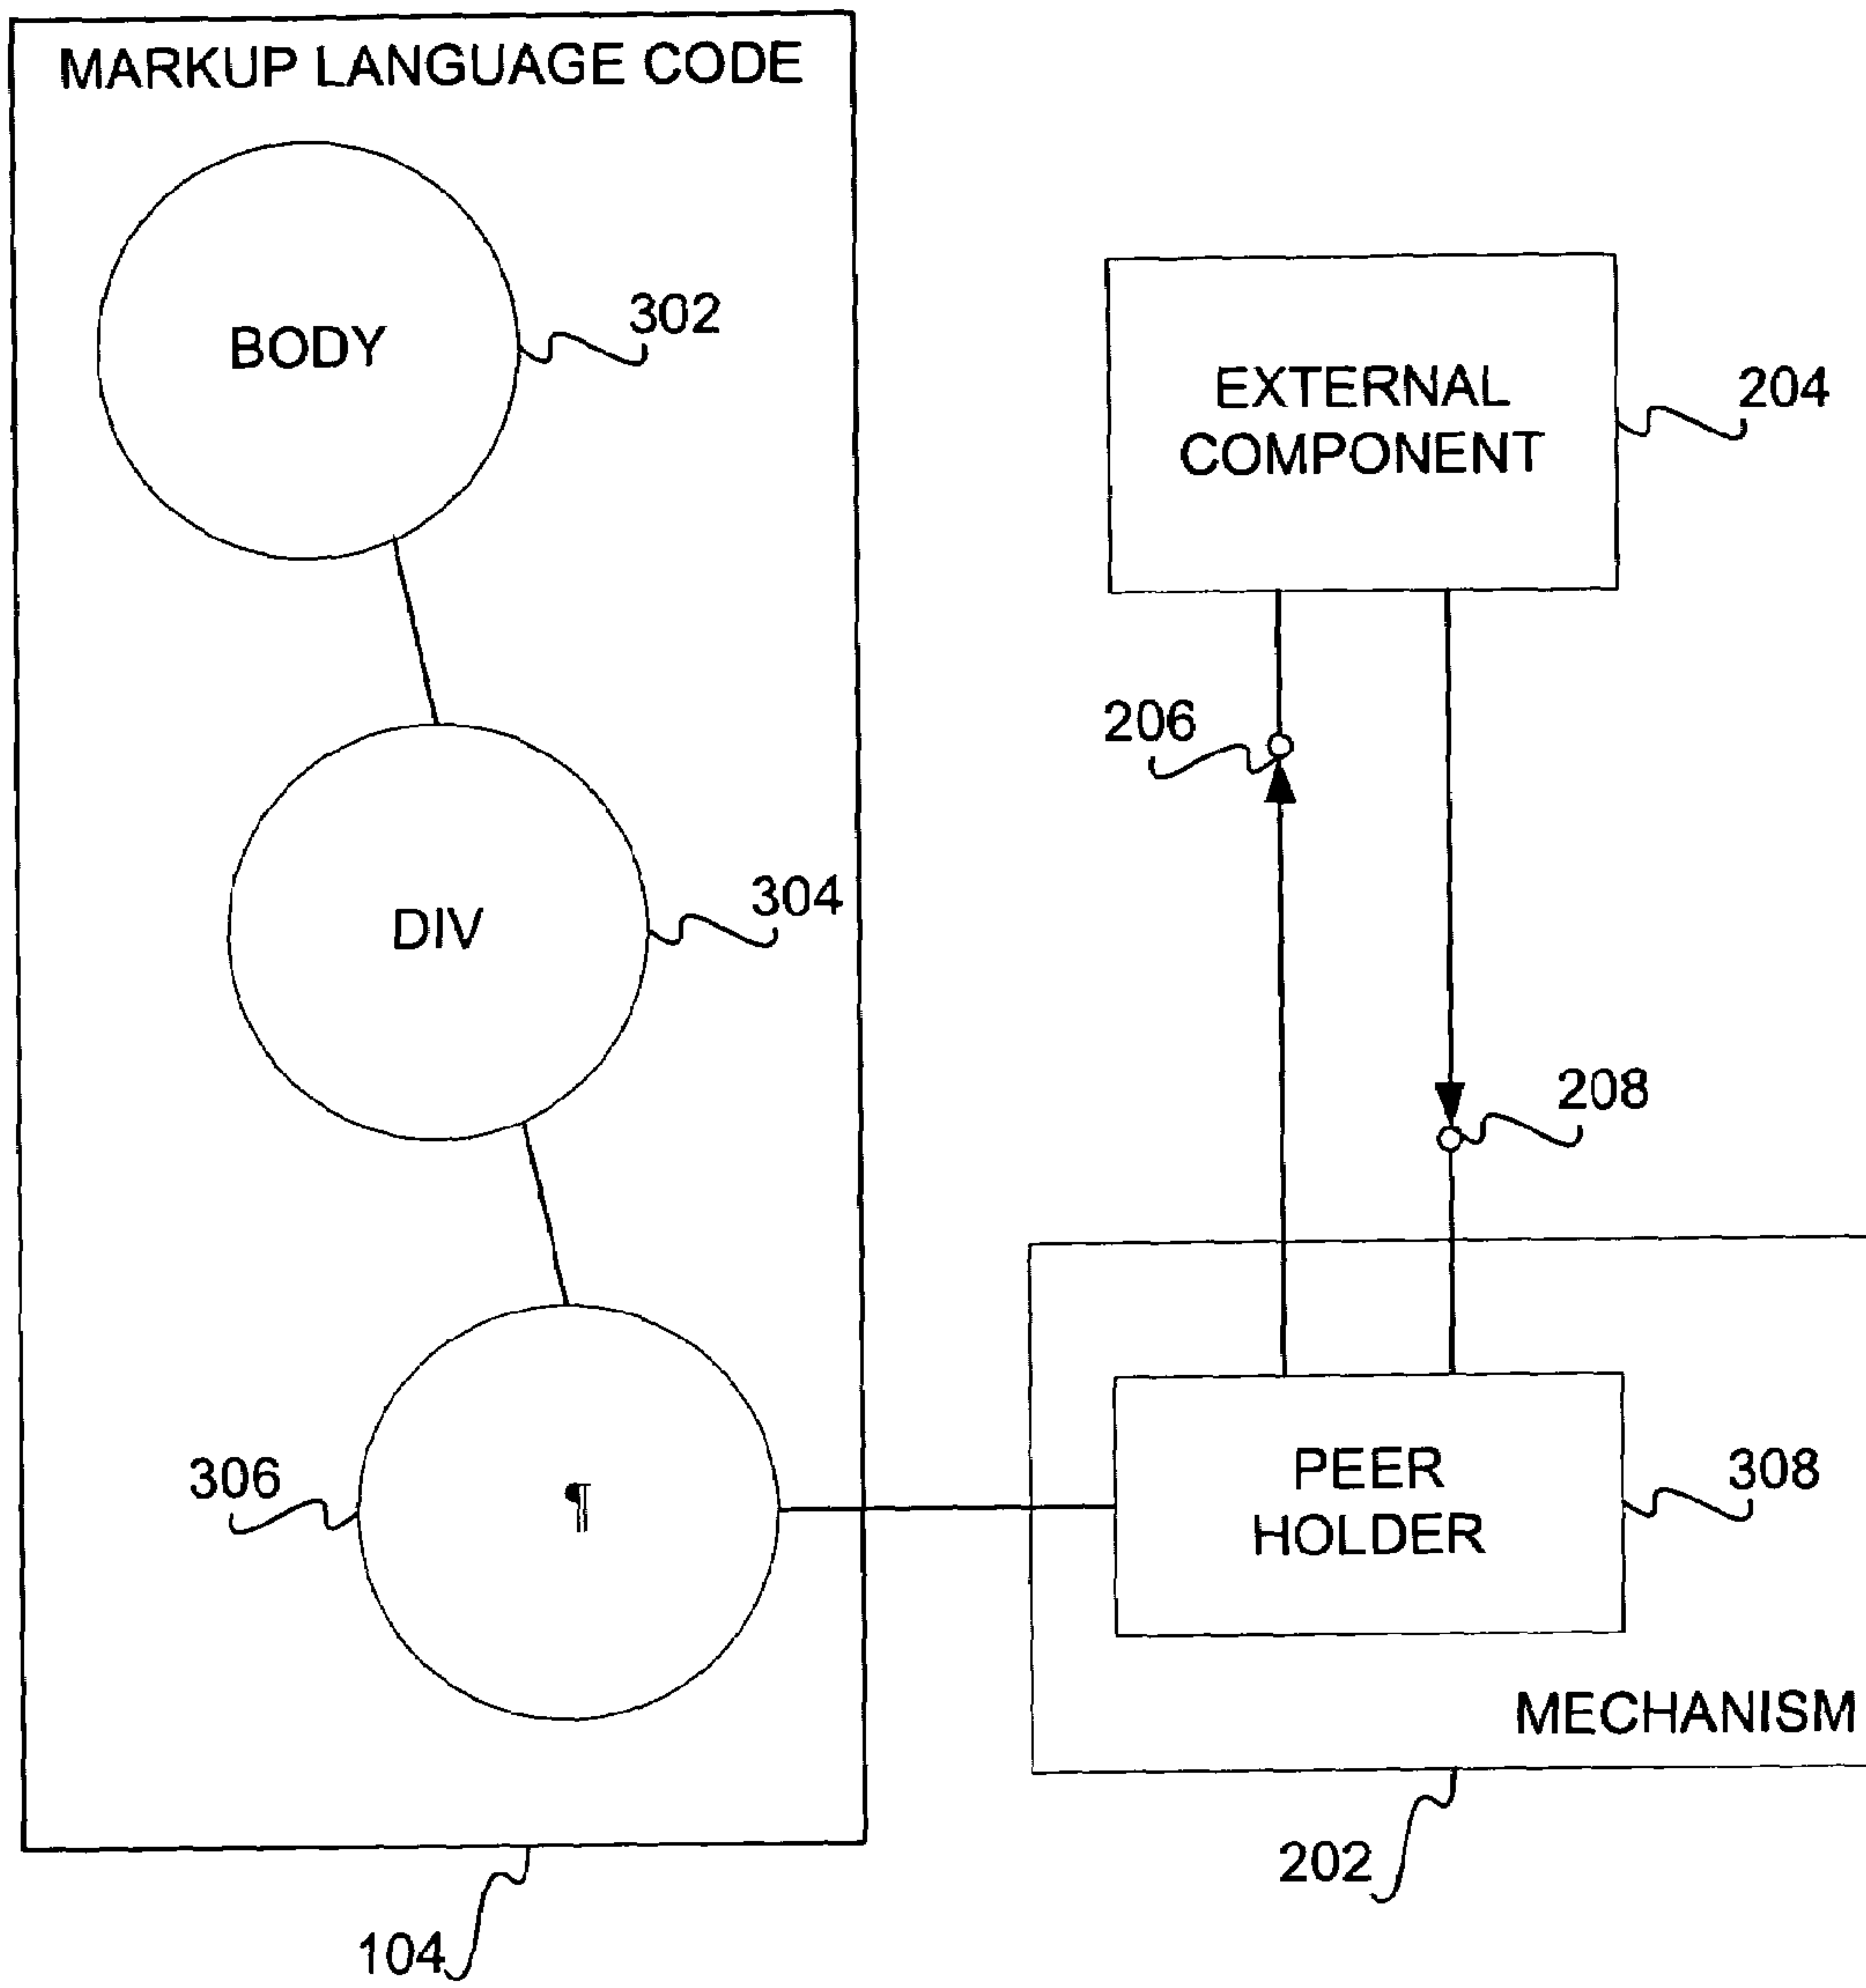 MARKUP LANGUAGE CODE
BODY
302
EXTERNAL
COMPONENT
204
206
DIV
304
208
306
¶
PEER
HOLDER
308
MECHANISM
202
104